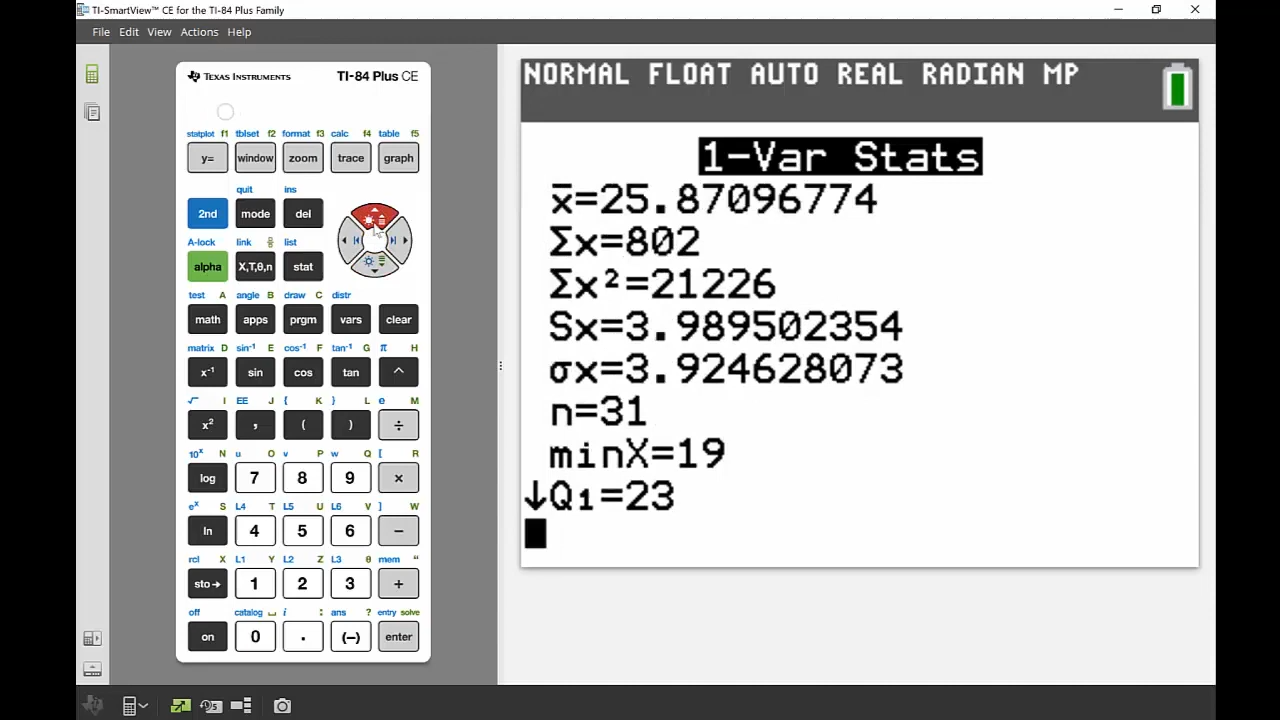 TI-SmartView™ CE for the TI-84 Plus Family
File Edit View Actions Help
TEXAS INSTRUMENTS TI-84 Plus CE
statplot f1 tblset f2 format f3 calc f4 table f5
y= window zoom trace graph
quit ins
2nd mode del
A-lock link list
alpha X,T,θ,n stat
test A angle B draw C distr
math apps prgm vars clear
matrix D sin⁻¹ E cos⁻¹ F tan⁻¹ G π H
x⁻¹ sin cos tan ^
√ I EE J { K } L e M
x² , ( ) ÷
10ˣ N u O v P w Q [ R
log 7 8 9 ×
eˣ S L4 T L5 U L6 V ] W
ln 4 5 6 −
rcl X L1 Y L2 Z L3 θ mem "
sto→ 1 2 3 +
off catalog ⎵ i : ans ? entry solve
on 0 . (−) enter
NORMAL FLOAT AUTO REAL RADIAN MP
1-Var Stats
x̄=25.87096774
Σx=802
Σx²=21226
Sx=3.989502354
σx=3.924628073
n=31
minX=19
↓Q₁=23